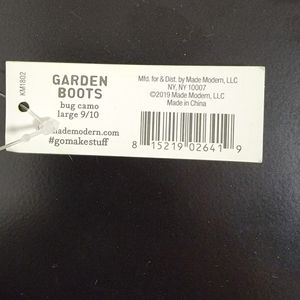 KM1802
GARDEN
BOOTS
bug camo
large 9/10
mademodern.com
#gomakestuff
Mfd. for & Dist. by Made Modern, LLC
NY, NY 10007
©2019 Made Modern, LLC
Made in China
8 15219 02641 9